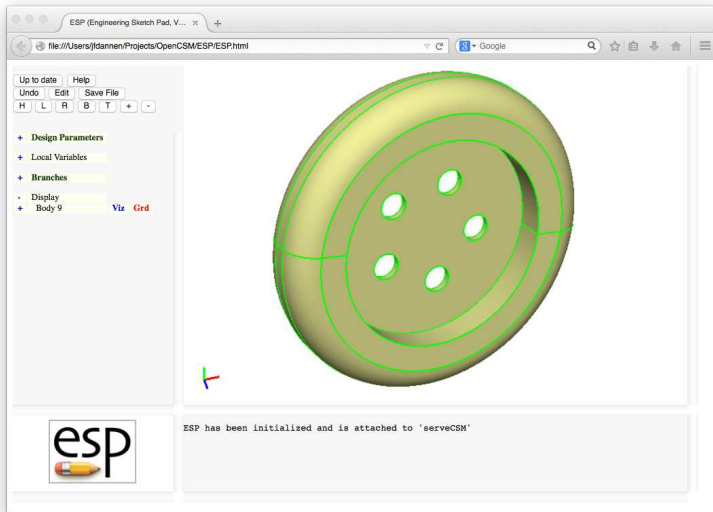 ESP (Engineering Sketch Pad, V... × +
file:///Users/jfdannen/Projects/OpenCSM/ESP/ESP.html
8 Google
Up to date Help
Undo Edit Save File
H L R B T + -
+ Design Parameters
+ Local Variables
+ Branches
- Display
+ Body 9 Viz Grd
esp
ESP has been initialized and is attached to 'serveCSM'